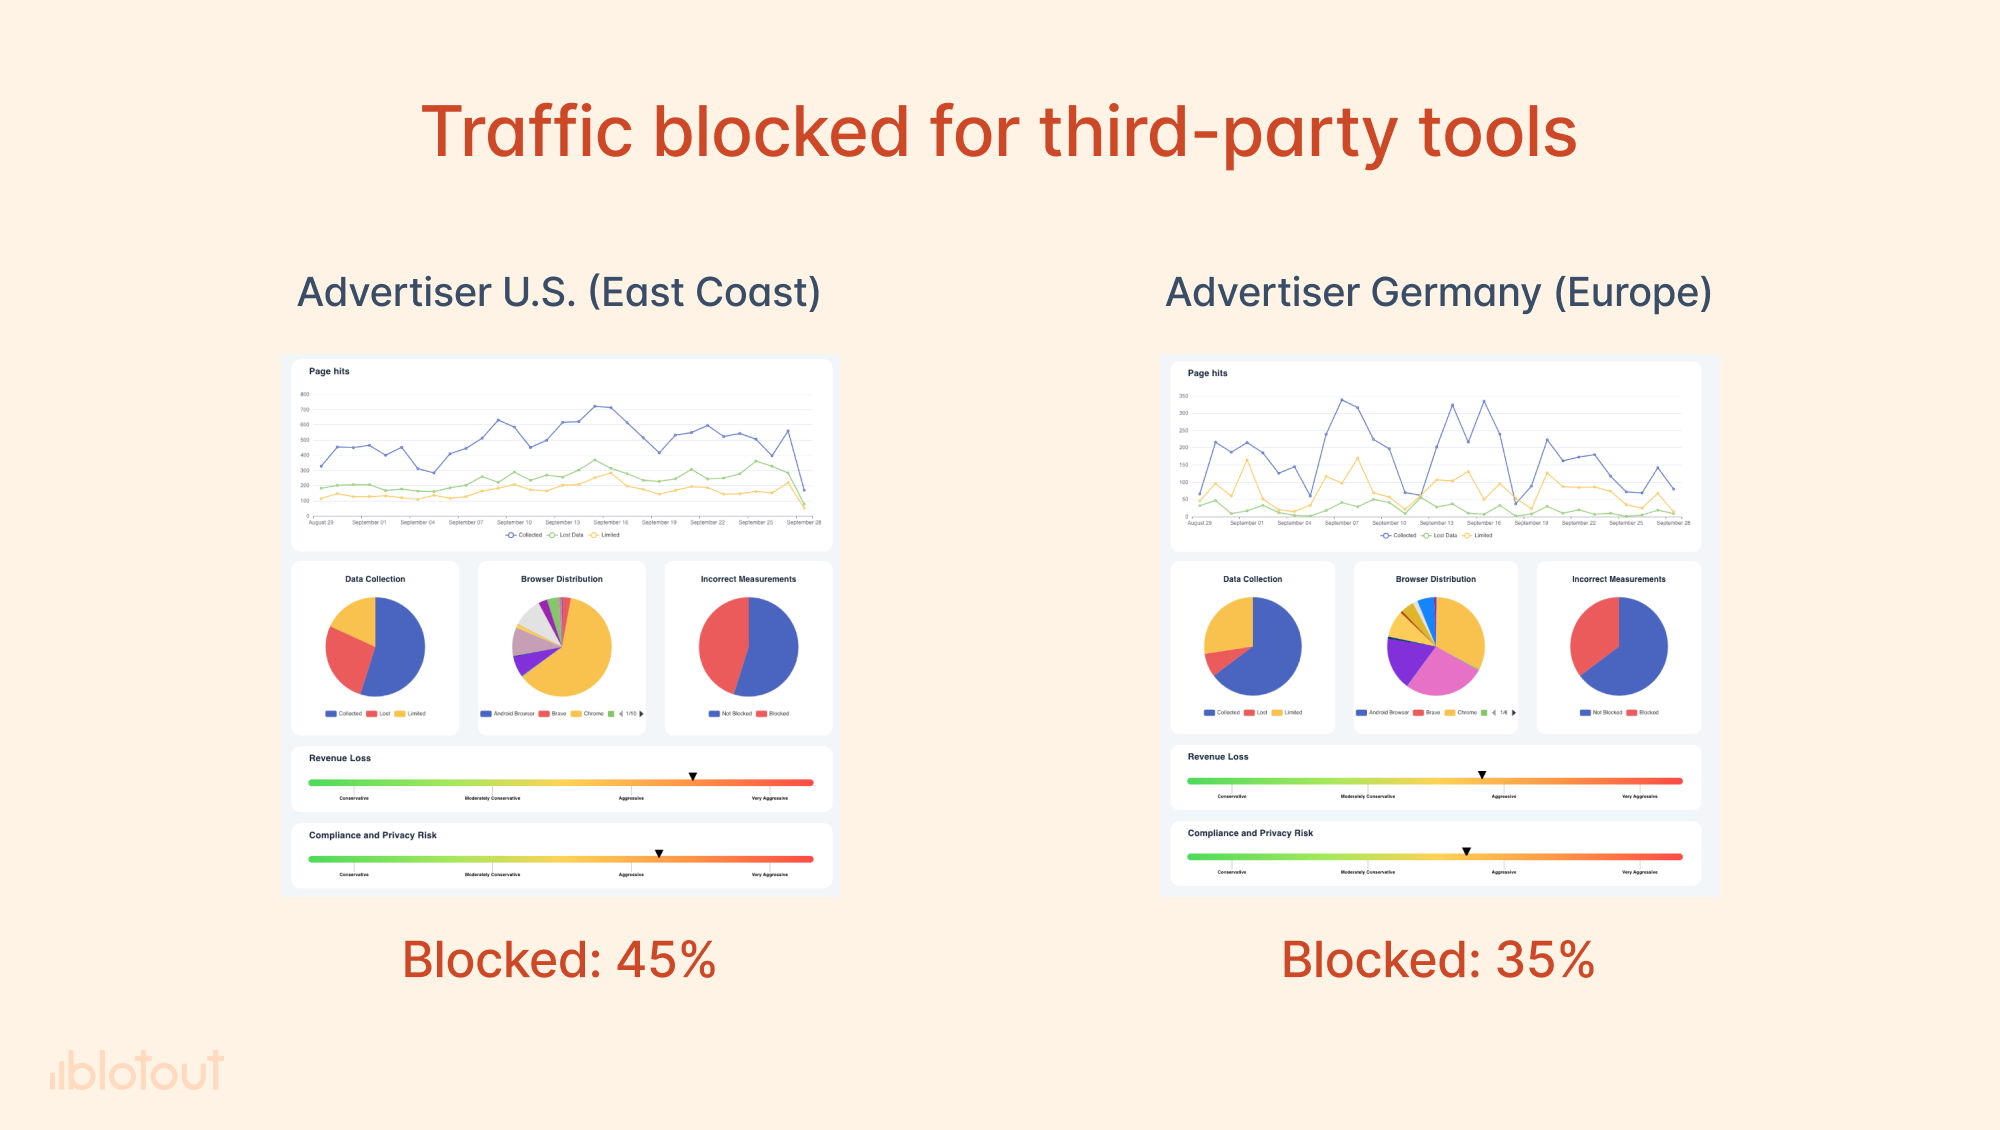 Traffic blocked for third-party tools
Advertiser U.S. (East Coast)
Page hits
800
700
600
500
400
300
200
100
0
August 29 September 01 September 04 September 07 September 10 September 13 September 16 September 19 September 22 September 25 September 28
Collected Lost Data Limited
Data Collection
Collected Lost Limited
Browser Distribution
Android Browser Brave Chrome 1/10
Incorrect Measurements
Not Blocked Blocked
Revenue Loss
Conservative Moderately Conservative Aggressive Very Aggressive
Compliance and Privacy Risk
Conservative Moderately Conservative Aggressive Very Aggressive
Blocked: 45%
Advertiser Germany (Europe)
Page hits
350
300
250
200
150
100
50
0
August 29 September 01 September 04 September 07 September 10 September 13 September 16 September 19 September 22 September 25 September 28
Collected Lost Data Limited
Data Collection
Collected Lost Limited
Browser Distribution
Android Browser Brave Chrome 1/8
Incorrect Measurements
Not Blocked Blocked
Revenue Loss
Conservative Moderately Conservative Aggressive Very Aggressive
Compliance and Privacy Risk
Conservative Moderately Conservative Aggressive Very Aggressive
Blocked: 35%
blotout